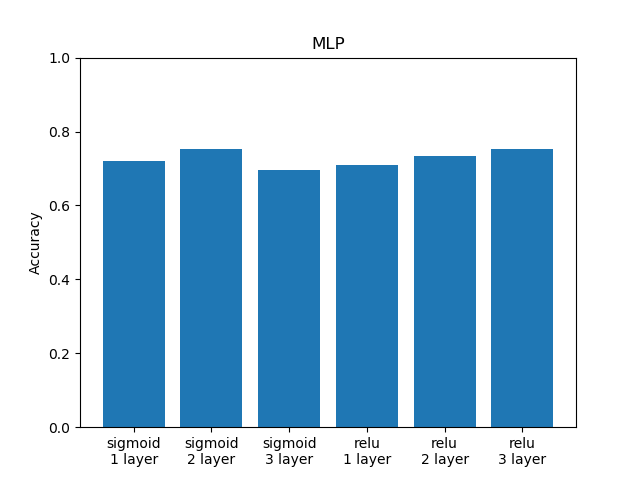 MLP
1.0
0.8
0.6
0.4
0.2
0.0
Accuracy
sigmoid
1 layer
sigmoid
2 layer
sigmoid
3 layer
relu
1 layer
relu
2 layer
relu
3 layer